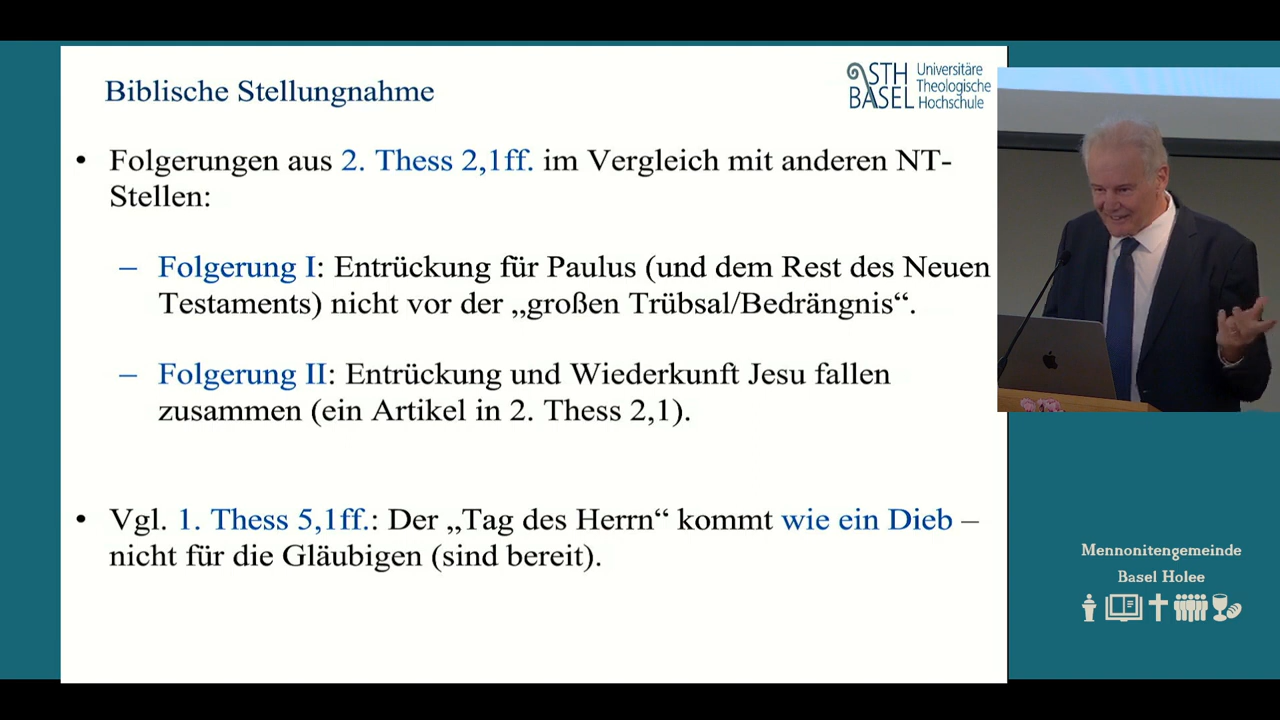 Biblische Stellungnahme
STH
BASEL
Universitäre
Theologische
Hochschule
• Folgerungen aus 2. Thess 2,1ff. im Vergleich mit anderen NT-
Stellen:
– Folgerung I: Entrückung für Paulus (und dem Rest des Neuen
Testaments) nicht vor der „großen Trübsal/Bedrängnis“.
– Folgerung II: Entrückung und Wiederkunft Jesu fallen
zusammen (ein Artikel in 2. Thess 2,1).
• Vgl. 1. Thess 5,1ff.: Der „Tag des Herrn“ kommt wie ein Dieb –
nicht für die Gläubigen (sind bereit).
Mennonitengemeinde
Basel Holee